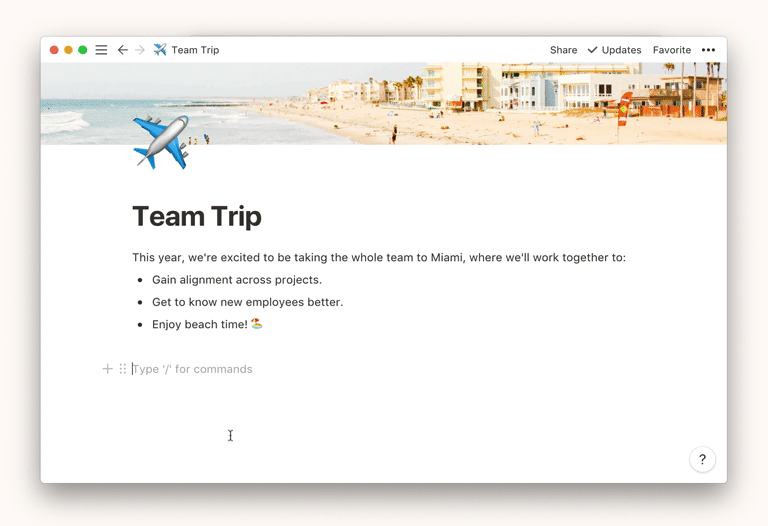 Team Trip
Share
Updates
Favorite
Team Trip
This year, we're excited to be taking the whole team to Miami, where we'll work together to:
• Gain alignment across projects.
• Get to know new employees better.
• Enjoy beach time! 🏖️
Type '/' for commands
?